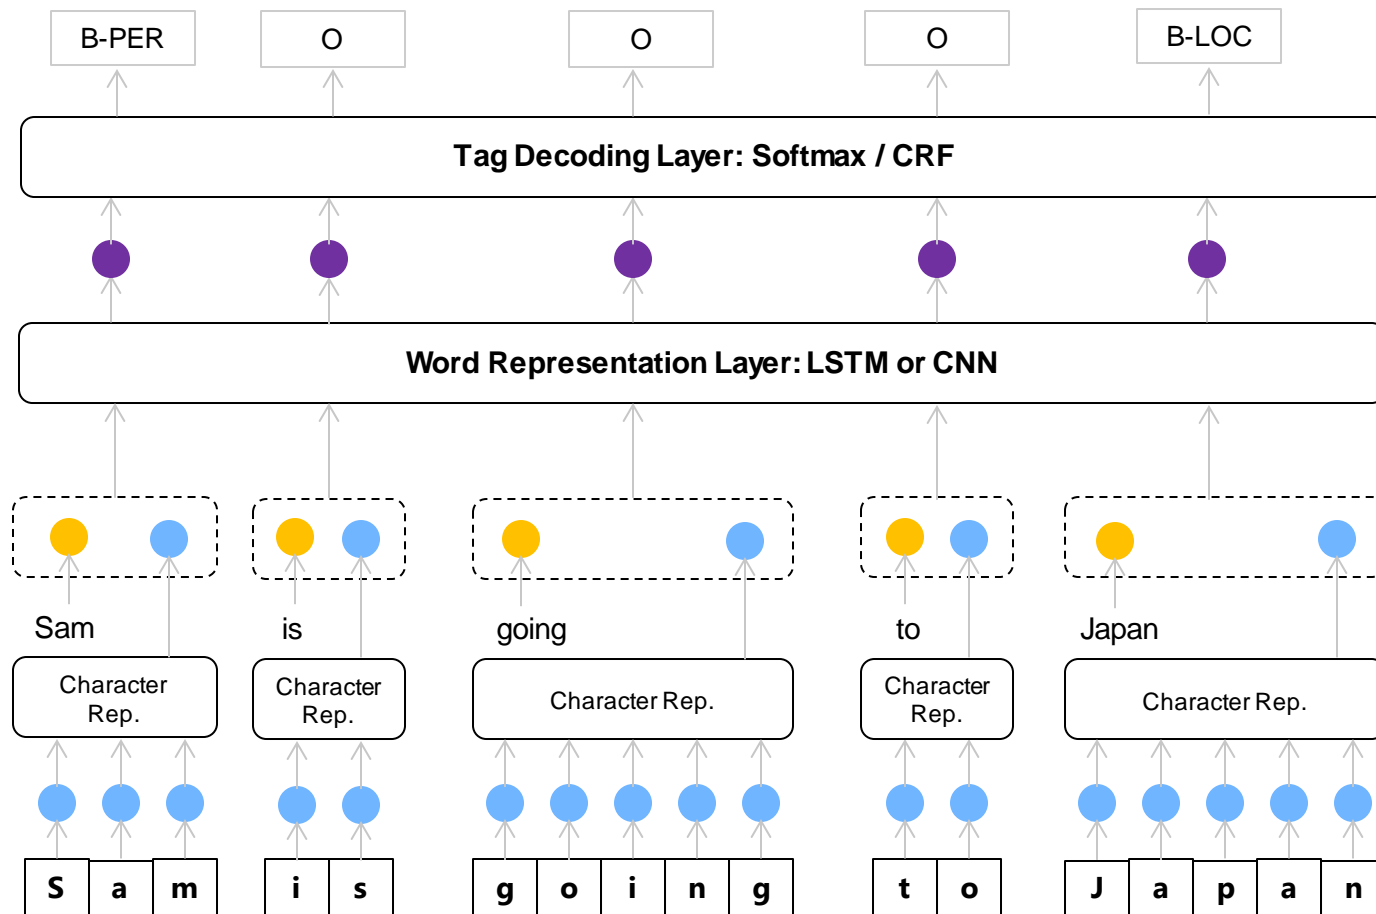 B-PER O O O B-LOC
Tag Decoding Layer: Softmax / CRF
Word Representation Layer: LSTM or CNN
Sam is going to Japan
Character Rep. Character Rep. Character Rep. Character Rep. Character Rep.
S a m i s g o i n g t o J a p a n